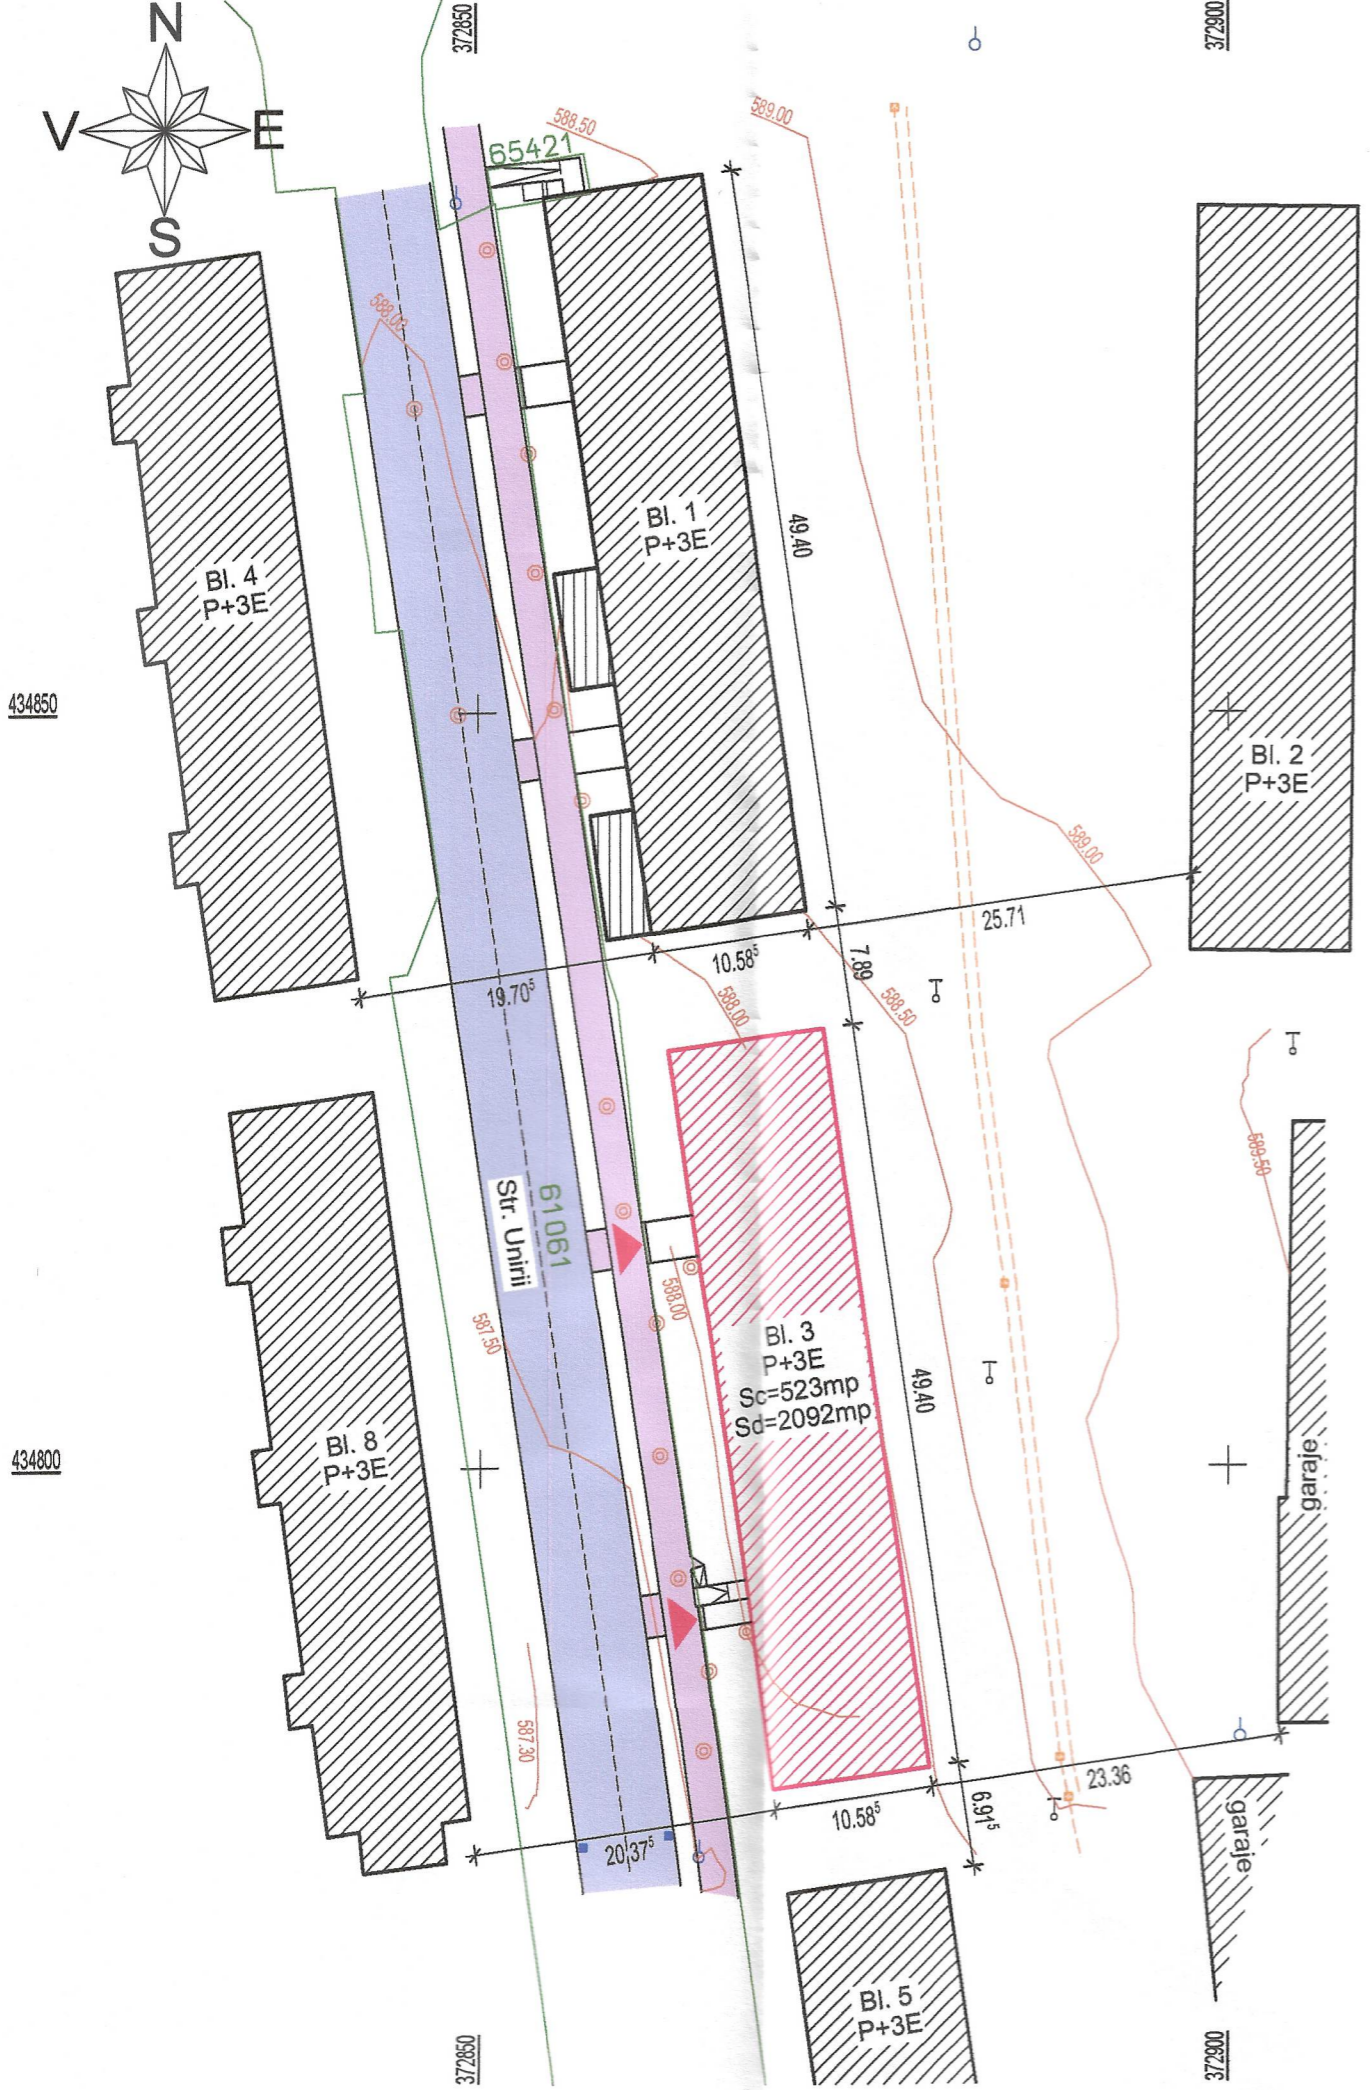 N
372850
372900
V
E
S
65421
588.50
589.00
588.00
Bl. 1
P+3E
49.40
Bl. 4
P+3E
434850
Bl. 2
P+3E
589.00
25.71
10.58⁵
7.89
19.70⁵
588.00
588.50
589.50
61061
Str. Unirii
588.00
587.50
Bl. 3
P+3E
Sc=523mp
Sd=2092mp
49.40
Bl. 8
P+3E
434800
garaje
587.30
23.36
10.58⁵
6.91⁵
20.37⁵
garaje
Bl. 5
P+3E
372850
372900